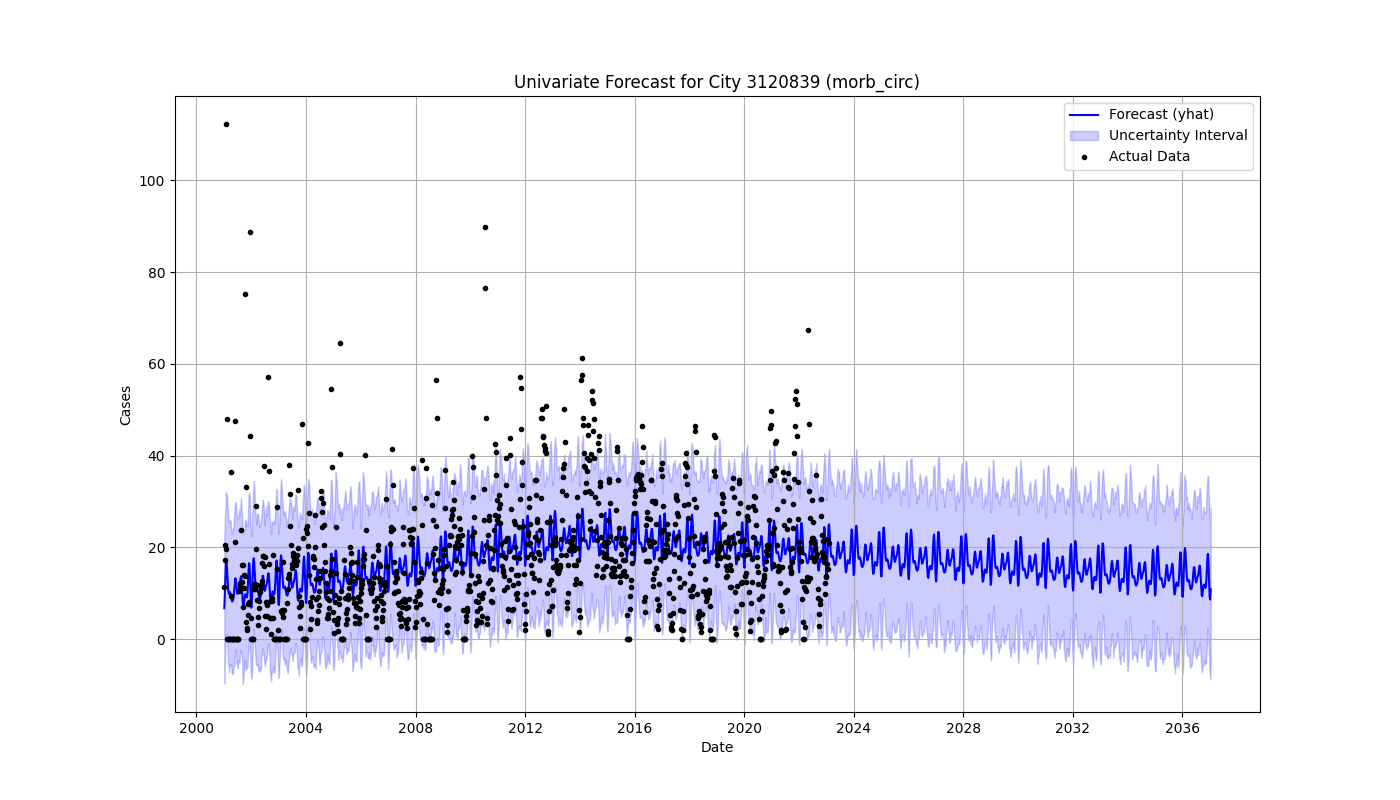 Univariate Forecast for City 3120839 (morb_circ)
Forecast (yhat)
Uncertainty Interval
Actual Data
100
80
60
40
20
0
Cases
2000 2004 2008 2012 2016 2020 2024 2028 2032 2036
Date